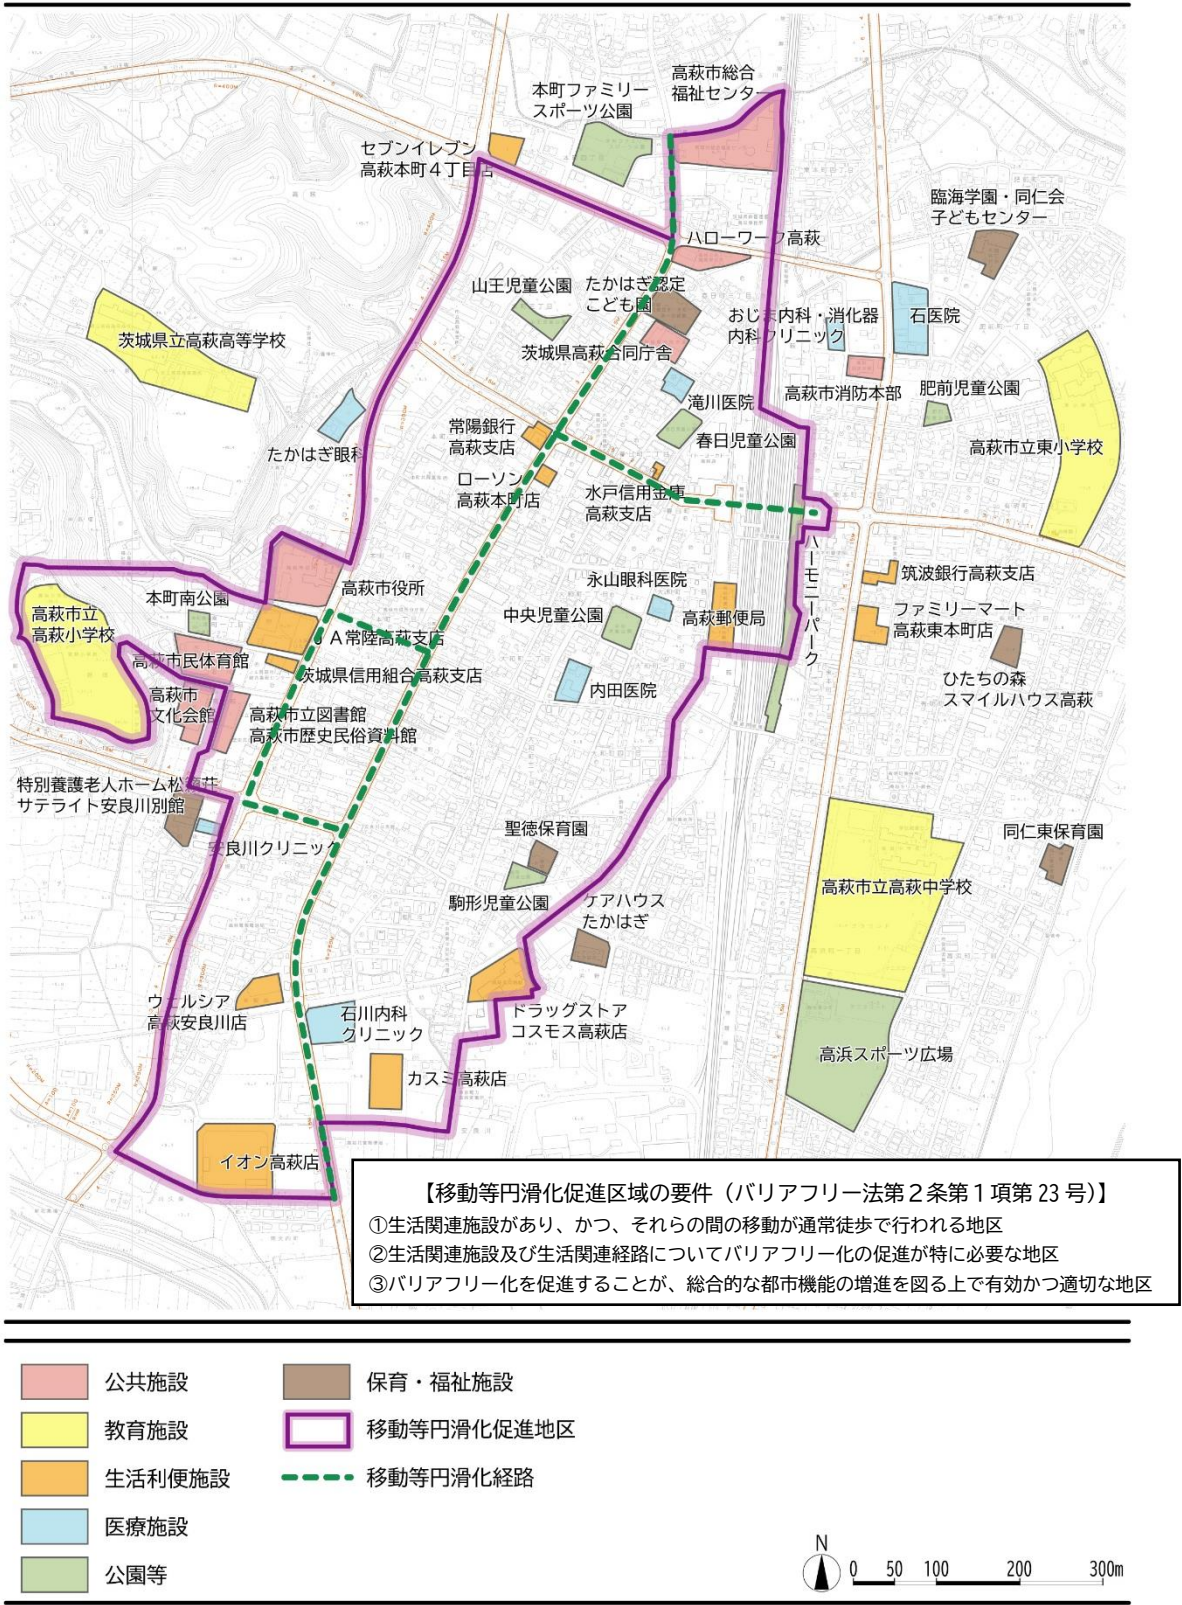 高萩市総合
福祉センター
本町ファミリー
スポーツ公園
セブンイレブン
高萩本町４丁目店
臨海学園・同仁会
子どもセンター
ハローワーク高萩
山王児童公園
たかはぎ認定
こども園
おじま内科・消化器
内科クリニック
石医院
茨城県立高萩高等学校
茨城県高萩合同庁舎
高萩市消防本部
肥前児童公園
滝川医院
常陽銀行
高萩支店
春日児童公園
高萩市立東小学校
たかはぎ眼科
ローソン
高萩本町店
水戸信用金庫
高萩支店
ハーモニーパーク
筑波銀行高萩支店
永山眼科医院
高萩市役所
本町南公園
高萩市立
高萩小学校
中央児童公園
高萩郵便局
ファミリーマート
高萩東本町店
ＪＡ常陸高萩支店
高萩市民体育館
茨城県信用組合高萩支店
ひたちの森
スマイルハウス高萩
内田医院
高萩市
文化会館
高萩市立図書館
高萩市歴史民俗資料館
特別養護老人ホーム松籟荘
サテライト安良川別館
安良川クリニック
聖徳保育園
同仁東保育園
高萩市立高萩中学校
駒形児童公園
ケアハウス
たかはぎ
ウエルシア
高萩安良川店
石川内科
クリニック
ドラッグストア
コスモス高萩店
高浜スポーツ広場
カスミ高萩店
イオン高萩店
【移動等円滑化促進区域の要件（バリアフリー法第２条第１項第 23 号）】
①生活関連施設があり、かつ、それらの間の移動が通常徒歩で行われる地区
②生活関連施設及び生活関連経路についてバリアフリー化の促進が特に必要な地区
③バリアフリー化を促進することが、総合的な都市機能の増進を図る上で有効かつ適切な地区
公共施設
保育・福祉施設
教育施設
移動等円滑化促進地区
生活利便施設
移動等円滑化経路
医療施設
公園等
N
0 50 100 200 300m